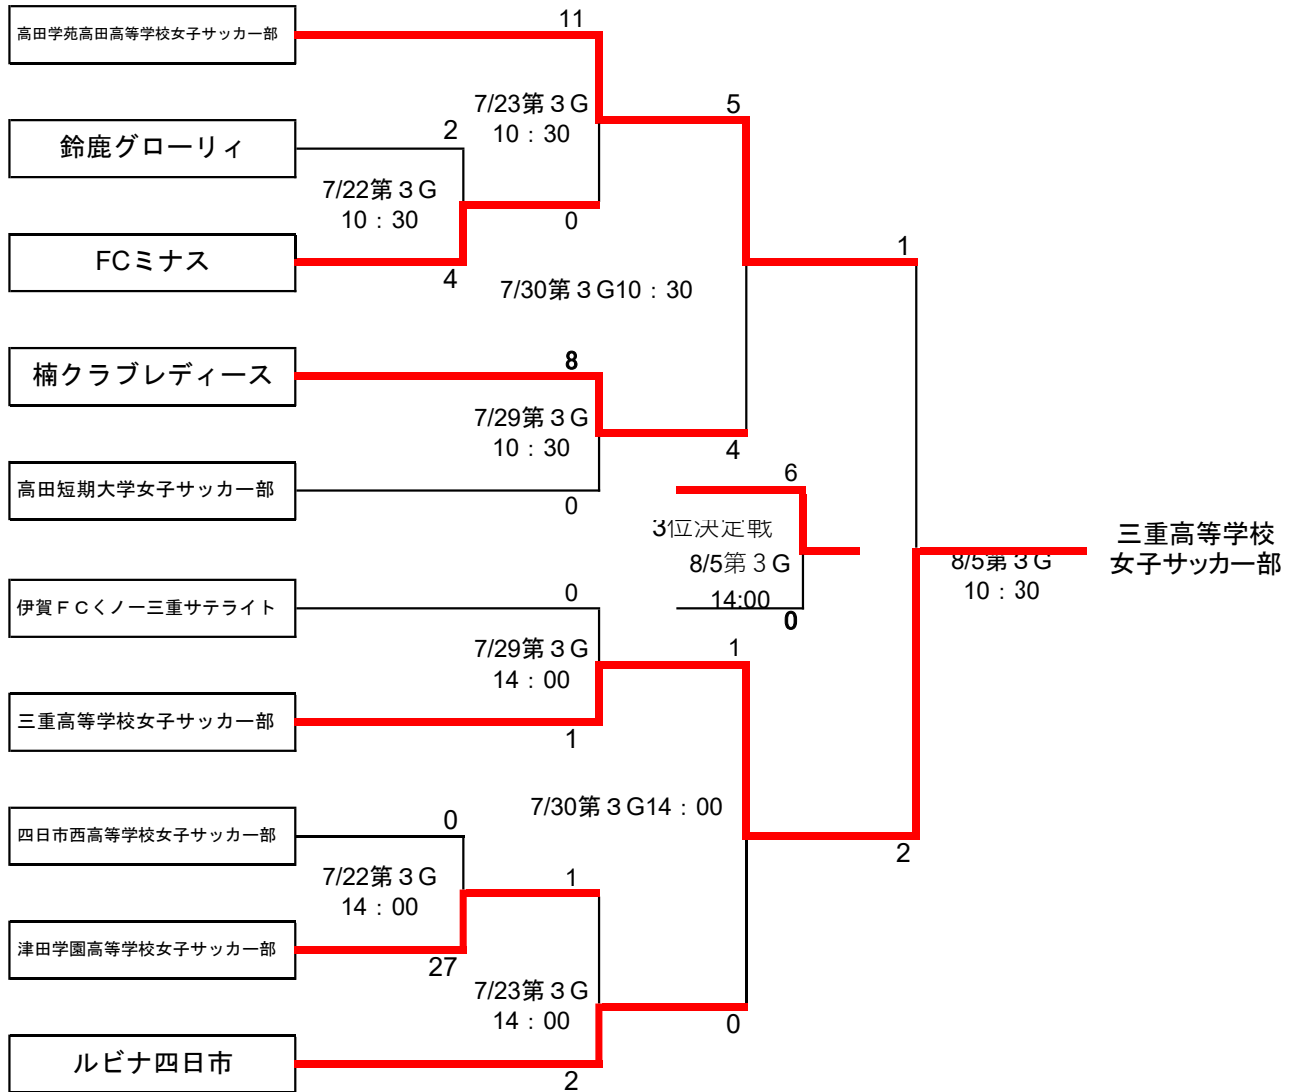 11
高田学苑高田高等学校女子サッカー部
7/23第３G
10：30
5
2
鈴鹿グローリィ
7/22第３G
10：30
0
1
FCミナス
4
7/30第３G10：30
8
楠クラブレディース
7/29第３G
10：30
4
6
高田短期大学女子サッカー部
0
3位決定戦
8/5第３G
14:00
0
三重高等学校
女子サッカー部
8/5第３G
10：30
0
伊賀ＦＣくノ一三重サテライト
7/29第３G
14：00
1
三重高等学校女子サッカー部
1
7/30第３G14：00
0
四日市西高等学校女子サッカー部
2
7/22第３G
14：00
1
津田学園高等学校女子サッカー部
27
7/23第３G
14：00
0
ルビナ四日市
2